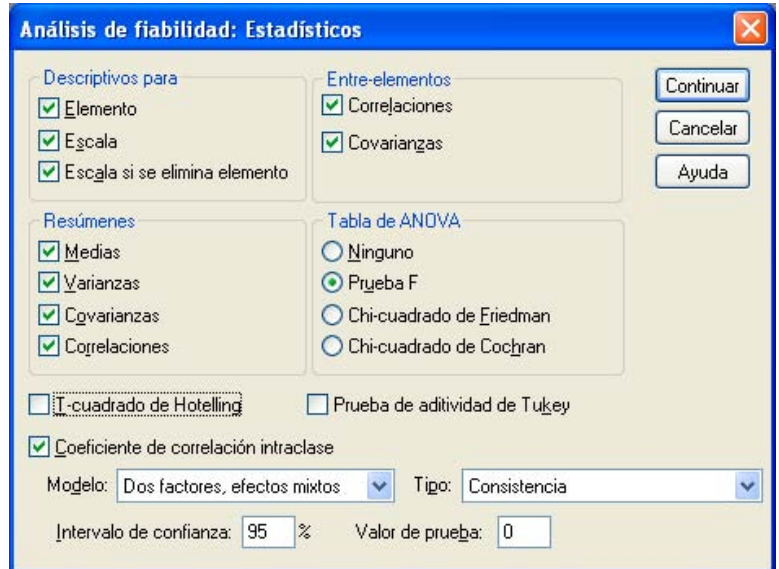 Análisis de fiabilidad: Estadísticos
Descriptivos para
Elemento
Escala
Escala si se elimina elemento
Entre-elementos
Correlaciones
Covarianzas
Continuar
Cancelar
Ayuda
Resúmenes
Medias
Varianzas
Covarianzas
Correlaciones
Tabla de ANOVA
Ninguno
Prueba F
Chi-cuadrado de Friedman
Chi-cuadrado de Cochran
T-cuadrado de Hotelling
Prueba de aditividad de Tukey
Coeficiente de correlación intraclase
Modelo: Dos factores, efectos mixtos Tipo: Consistencia
Intervalo de confianza: 95 % Valor de prueba: 0